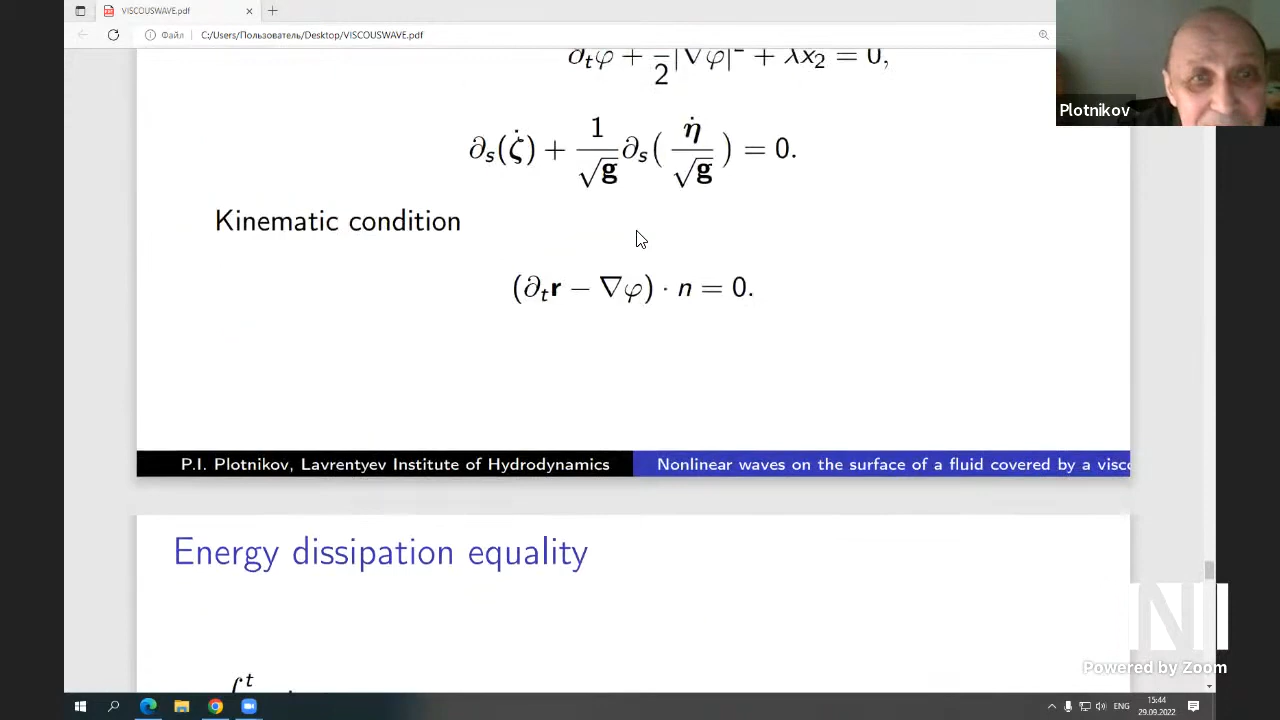 VISCOUSWAVE.pdf
Файл C:/Users/Пользователь/Desktop/VISCOUSWAVE.pdf
∂ₜφ + 1/2|∇φ|² + λx₂ = 0,
∂ₛ(ζ̇) + 1/√g ∂ₛ( η̇/√g ) = 0.
Kinematic condition
(∂ₜr − ∇φ) · n = 0.
P.I. Plotnikov, Lavrentyev Institute of Hydrodynamics Nonlinear waves on the surface of a fluid covered by a visco
Energy dissipation equality
∫ t
Plotnikov
Powered by Zoom
ENG
15:44
29.09.2022